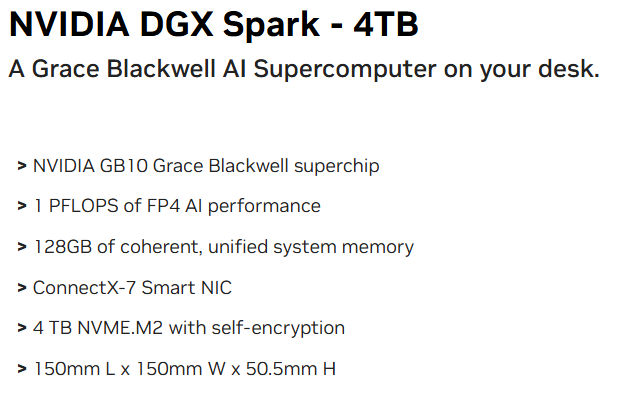 NVIDIA DGX Spark - 4TB
A Grace Blackwell AI Supercomputer on your desk.
> NVIDIA GB10 Grace Blackwell superchip
> 1 PFLOPS of FP4 AI performance
> 128GB of coherent, unified system memory
> ConnectX-7 Smart NIC
> 4 TB NVME.M2 with self-encryption
> 150mm L x 150mm W x 50.5mm H